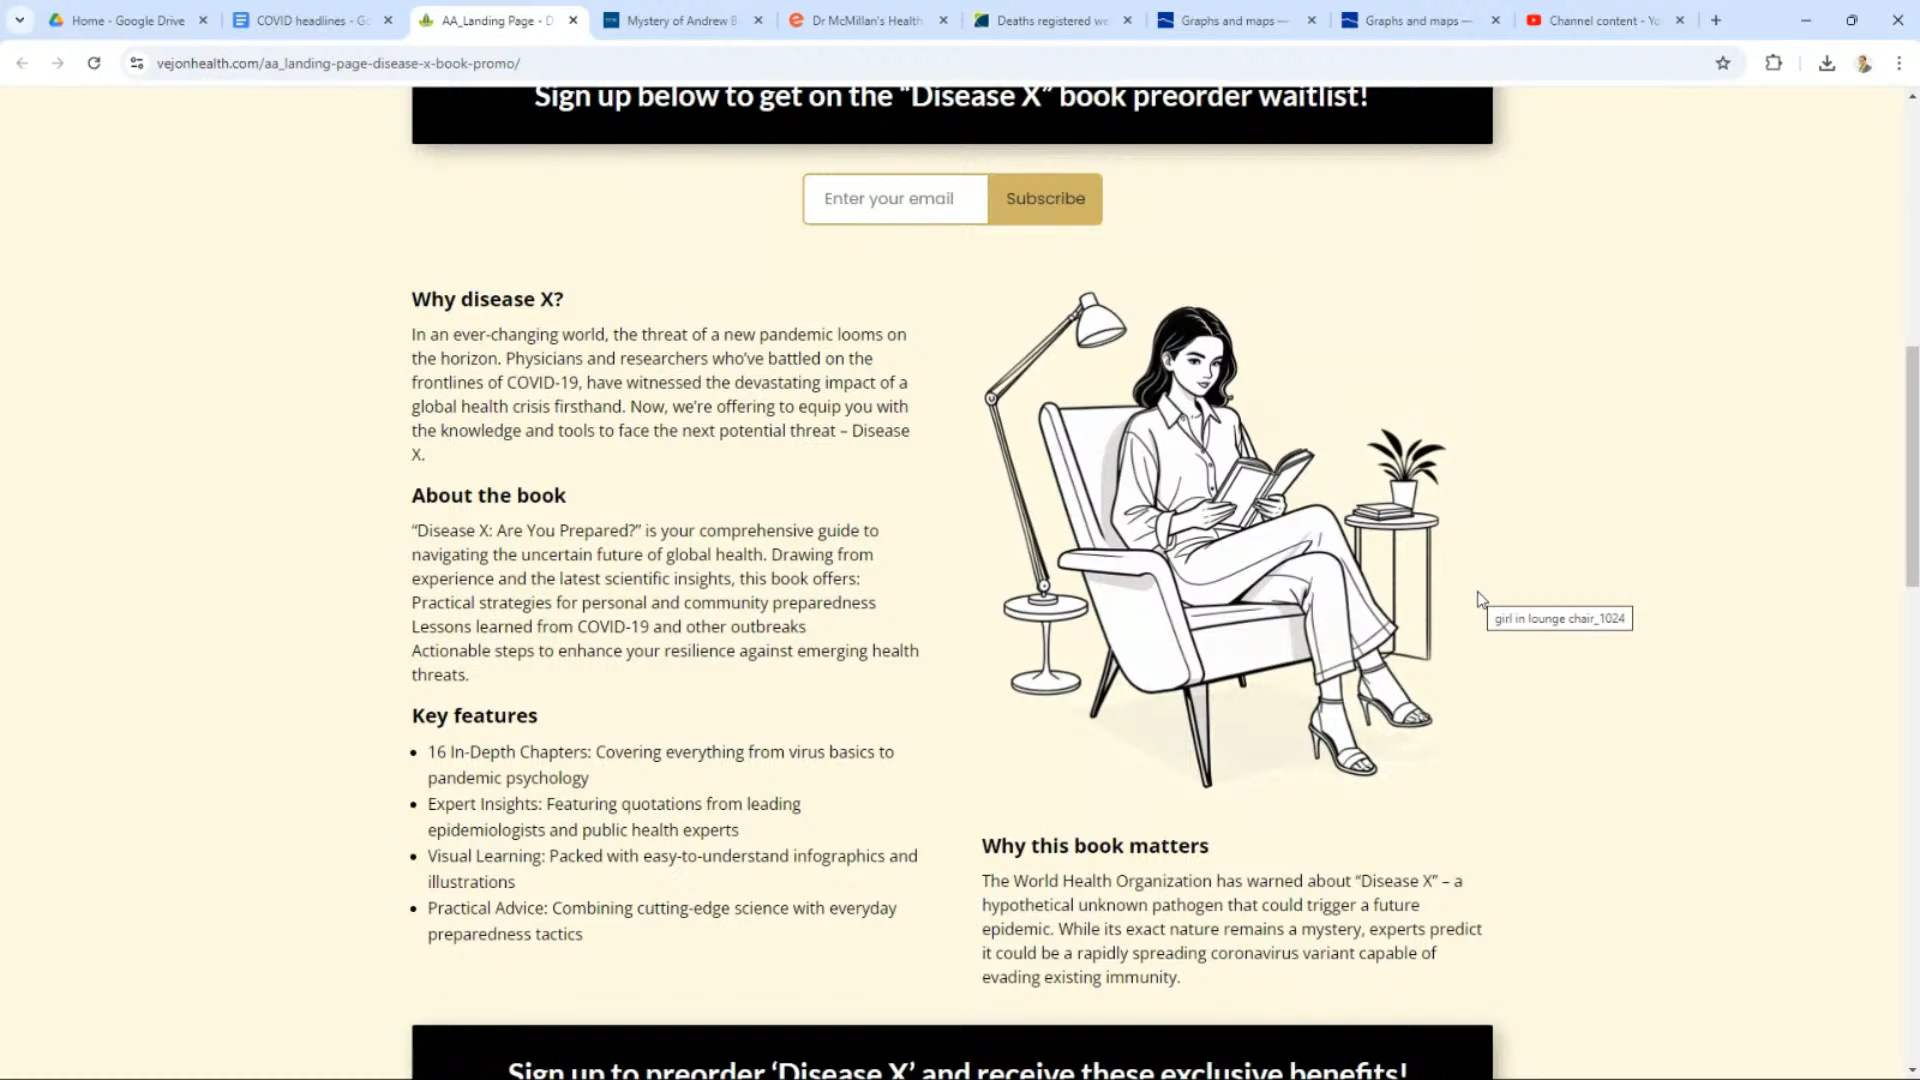 Home - Google Drive
COVID headlines - Go
AA_Landing Page - D
Mystery of Andrew B
Dr McMillan's Health
Deaths registered we
Graphs and maps —
Graphs and maps —
Channel content - Yo
vejonhealth.com/aa_landing-page-disease-x-book-promo/
Sign up below to get on the “Disease X” book preorder waitlist!
Enter your email
Subscribe
Why disease X?
In an ever-changing world, the threat of a new pandemic looms on
the horizon. Physicians and researchers who’ve battled on the
frontlines of COVID-19, have witnessed the devastating impact of a
global health crisis firsthand. Now, we’re offering to equip you with
the knowledge and tools to face the next potential threat – Disease
X.
About the book
“Disease X: Are You Prepared?” is your comprehensive guide to
navigating the uncertain future of global health. Drawing from
experience and the latest scientific insights, this book offers:
Practical strategies for personal and community preparedness
Lessons learned from COVID-19 and other outbreaks
Actionable steps to enhance your resilience against emerging health
threats.
Key features
• 16 In-Depth Chapters: Covering everything from virus basics to
pandemic psychology
• Expert Insights: Featuring quotations from leading
epidemiologists and public health experts
• Visual Learning: Packed with easy-to-understand infographics and
illustrations
• Practical Advice: Combining cutting-edge science with everyday
preparedness tactics
girl in lounge chair_1024
Why this book matters
The World Health Organization has warned about “Disease X” – a
hypothetical unknown pathogen that could trigger a future
epidemic. While its exact nature remains a mystery, experts predict
it could be a rapidly spreading coronavirus variant capable of
evading existing immunity.
Sign up to preorder ‘Disease X’ and receive these exclusive benefits!